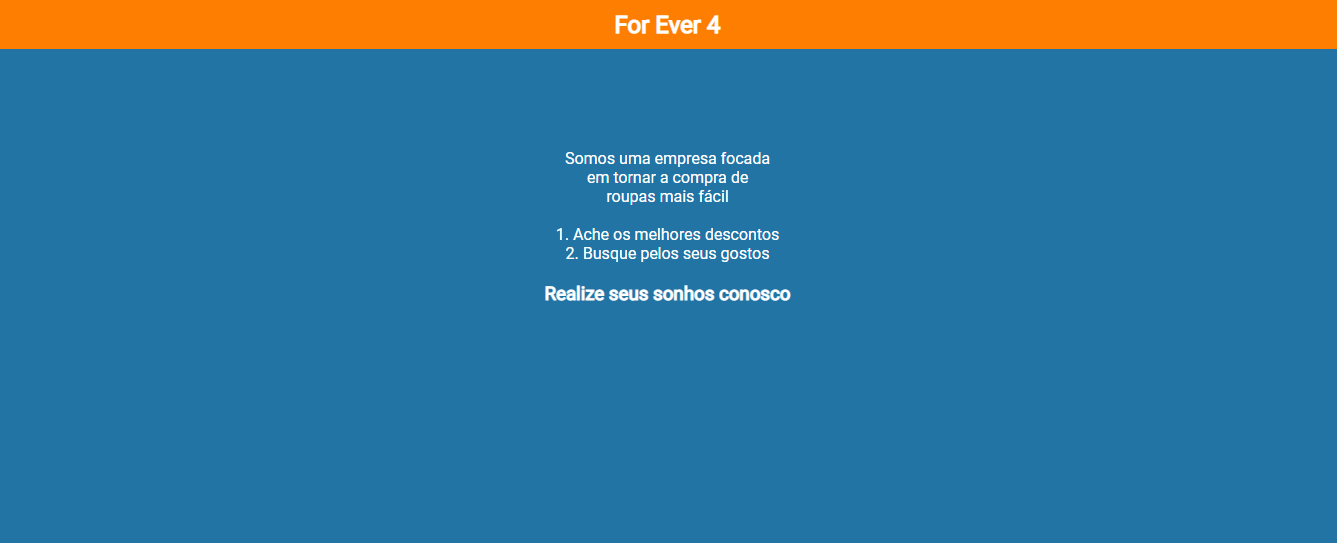 For Ever 4
Somos uma empresa focada
em tornar a compra de
roupas mais fácil
1. Ache os melhores descontos
2. Busque pelos seus gostos
Realize seus sonhos conosco